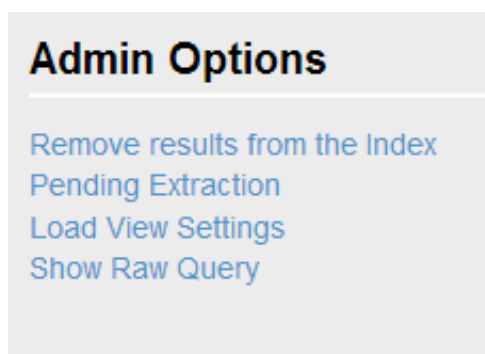 Admin Options
Remove results from the Index
Pending Extraction
Load View Settings
Show Raw Query